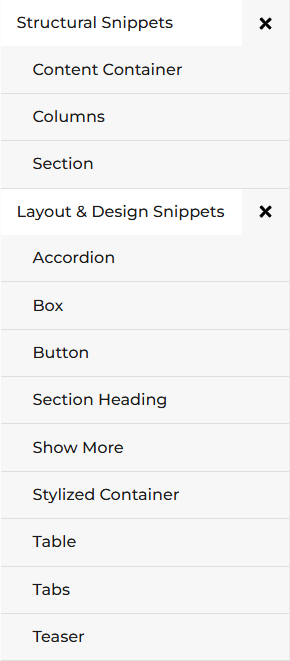 Structural Snippets
Content Container
Columns
Section
Layout & Design Snippets
Accordion
Box
Button
Section Heading
Show More
Stylized Container
Table
Tabs
Teaser